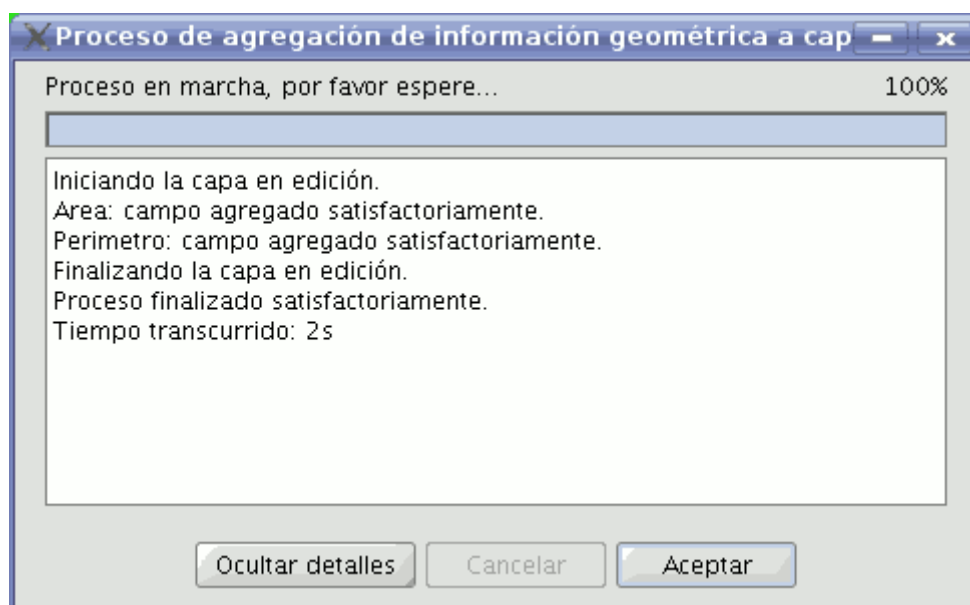 Proceso de agregación de información geométrica a cap
Proceso en marcha, por favor espere... 100%
Iniciando la capa en edición.
Area: campo agregado satisfactoriamente.
Perimetro: campo agregado satisfactoriamente.
Finalizando la capa en edición.
Proceso finalizado satisfactoriamente.
Tiempo transcurrido: 2s
Ocultar detalles Cancelar Aceptar